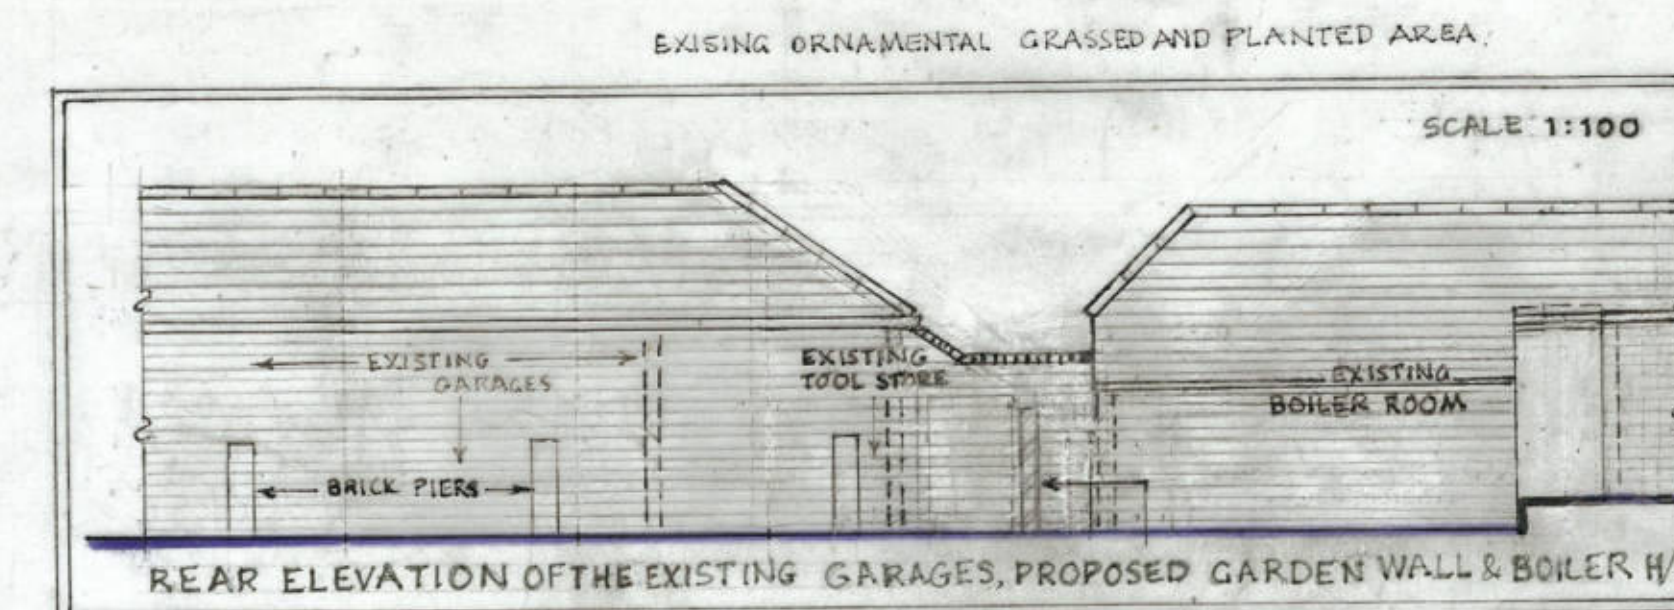 EXISING ORNAMENTAL GRASSED AND PLANTED AREA.
SCALE 1:100
EXISTING
GARAGES
EXISTING
TOOL STORE
EXISTING
BOILER ROOM
BRICK PIERS
REAR ELEVATION OF THE EXISTING GARAGES, PROPOSED GARDEN WALL & BOILER H/